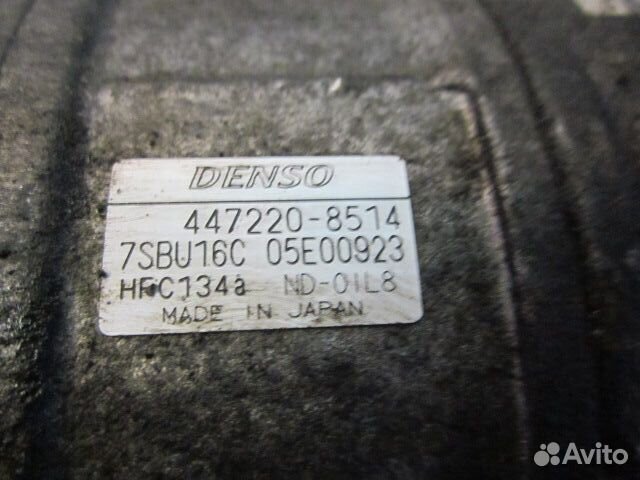 DENSO
447220-8514
7SBU16C 05E00923
HFC134a ND-OIL8
MADE IN JAPAN
Avito